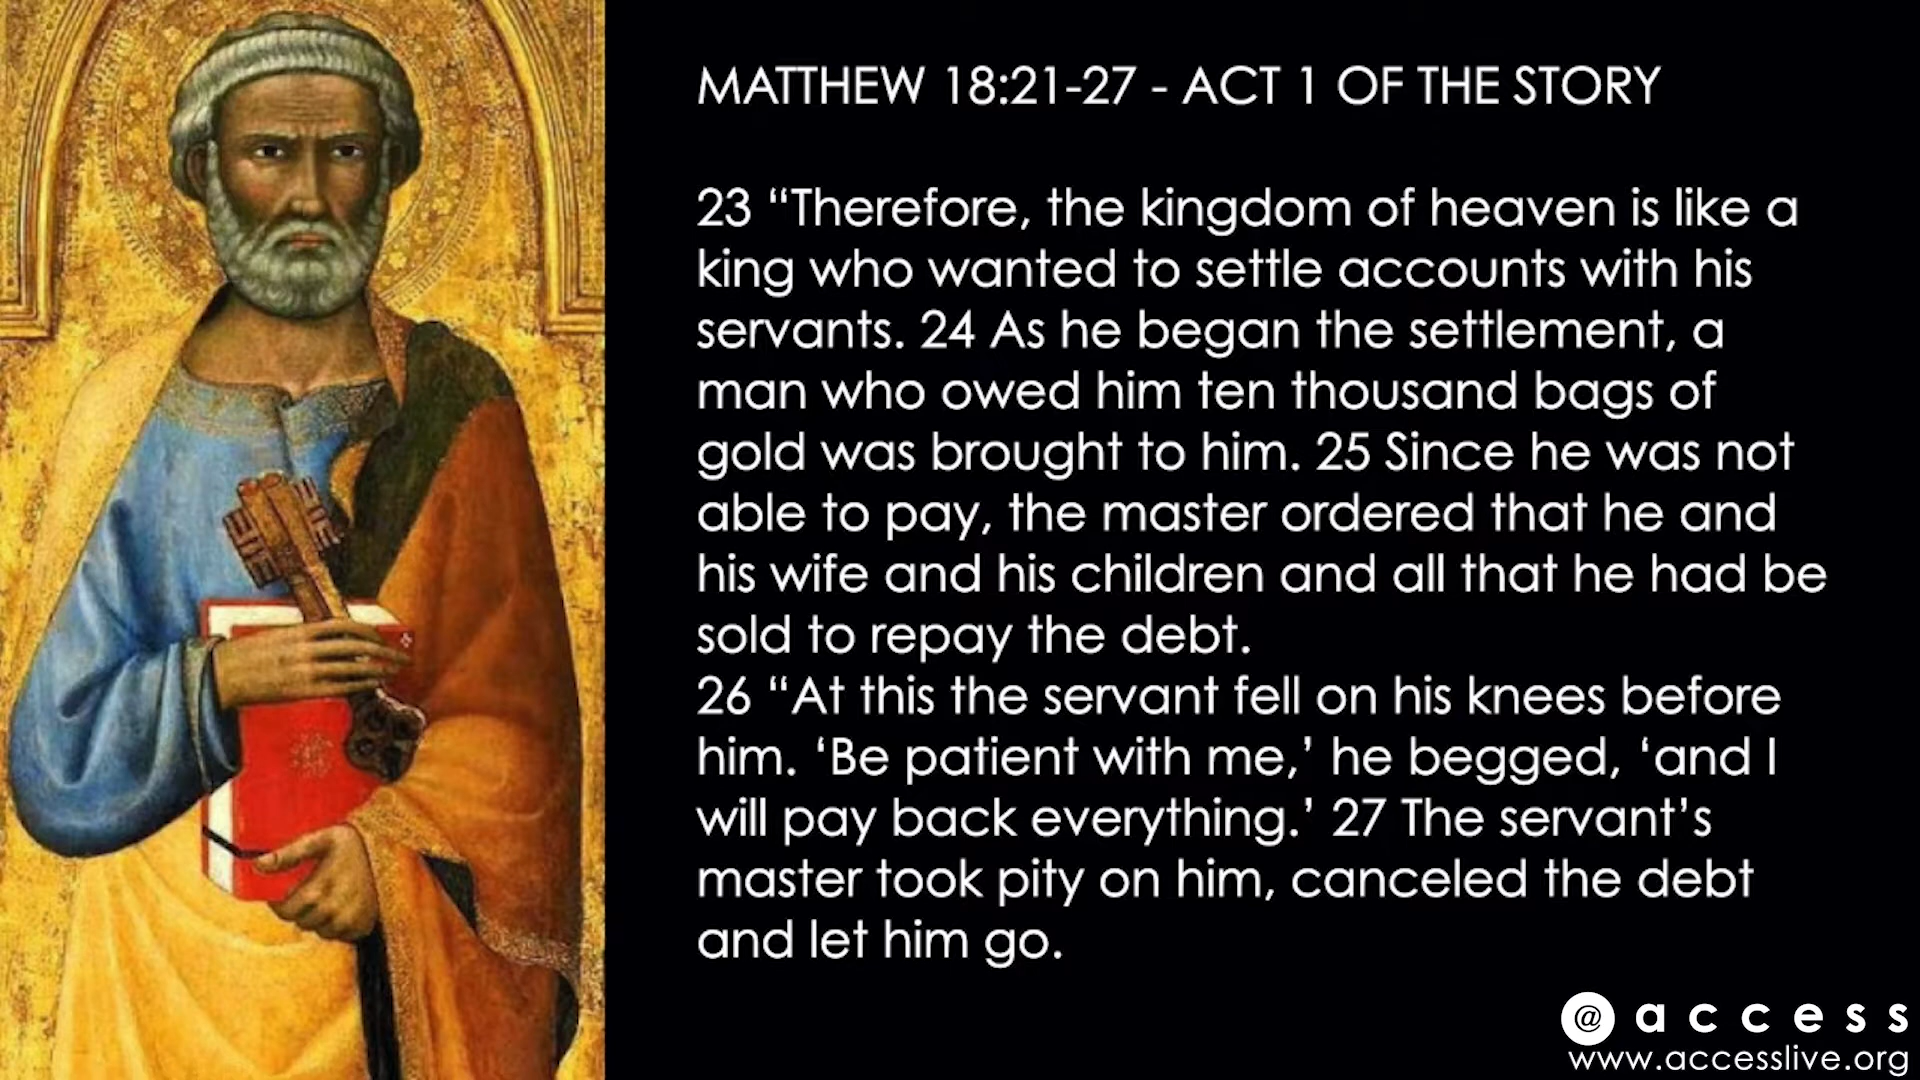 MATTHEW 18:21-27 - ACT 1 OF THE STORY
23 “Therefore, the kingdom of heaven is like a
king who wanted to settle accounts with his
servants. 24 As he began the settlement, a
man who owed him ten thousand bags of
gold was brought to him. 25 Since he was not
able to pay, the master ordered that he and
his wife and his children and all that he had be
sold to repay the debt.
26 “At this the servant fell on his knees before
him. ‘Be patient with me,’ he begged, ‘and I
will pay back everything.’ 27 The servant’s
master took pity on him, canceled the debt
and let him go.
@ access
www.accesslive.org